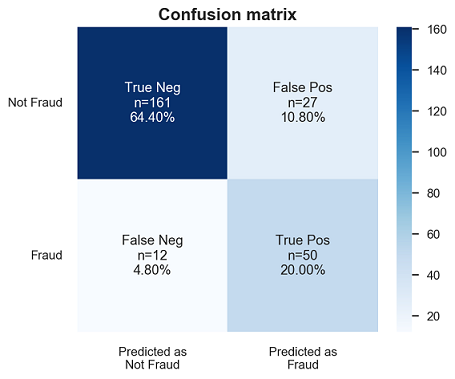 Confusion matrix
Not Fraud
True Neg
n=161
64.40%
False Pos
n=27
10.80%
Fraud
False Neg
n=12
4.80%
True Pos
n=50
20.00%
Predicted as
Not Fraud
Predicted as
Fraud
160
140
120
100
80
60
40
20